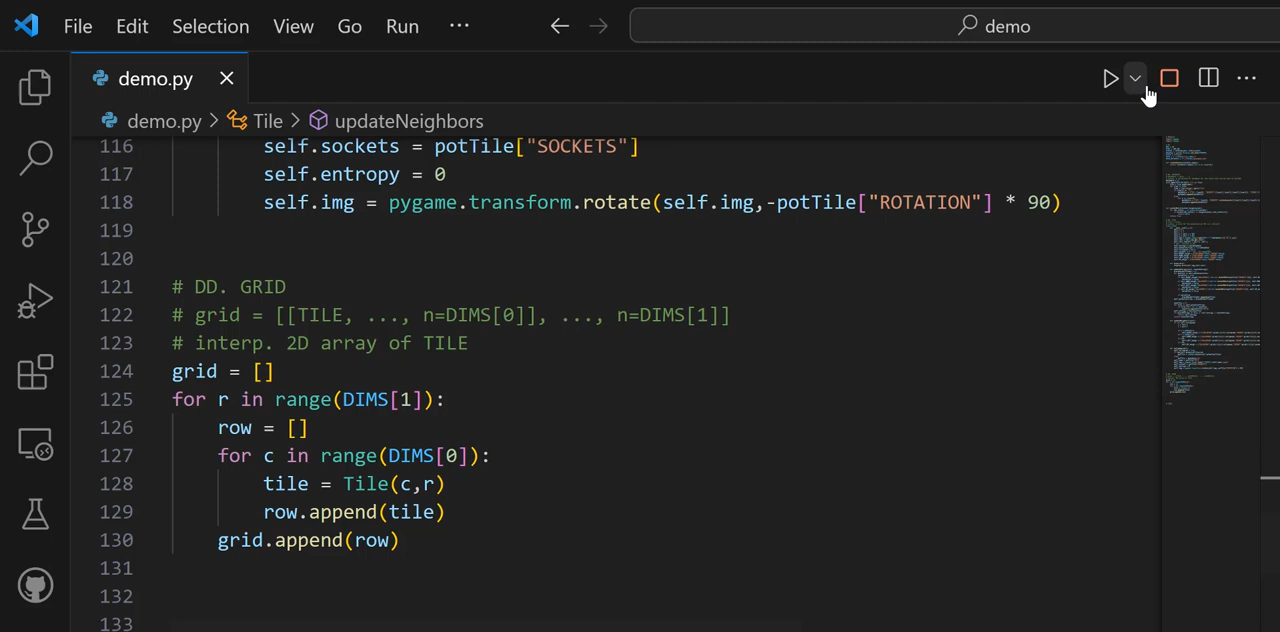 File Edit Selection View Go Run ···
demo
demo.py
demo.py > Tile > updateNeighbors
116 self.sockets = potTile["SOCKETS"]
117 self.entropy = 0
118 self.img = pygame.transform.rotate(self.img,-potTile["ROTATION"] * 90)
119
120
121 # DD. GRID
122 # grid = [[TILE, ..., n=DIMS[0]], ..., n=DIMS[1]]
123 # interp. 2D array of TILE
124 grid = []
125 for r in range(DIMS[1]):
126 row = []
127 for c in range(DIMS[0]):
128 tile = Tile(c,r)
129 row.append(tile)
130 grid.append(row)
131
132
133